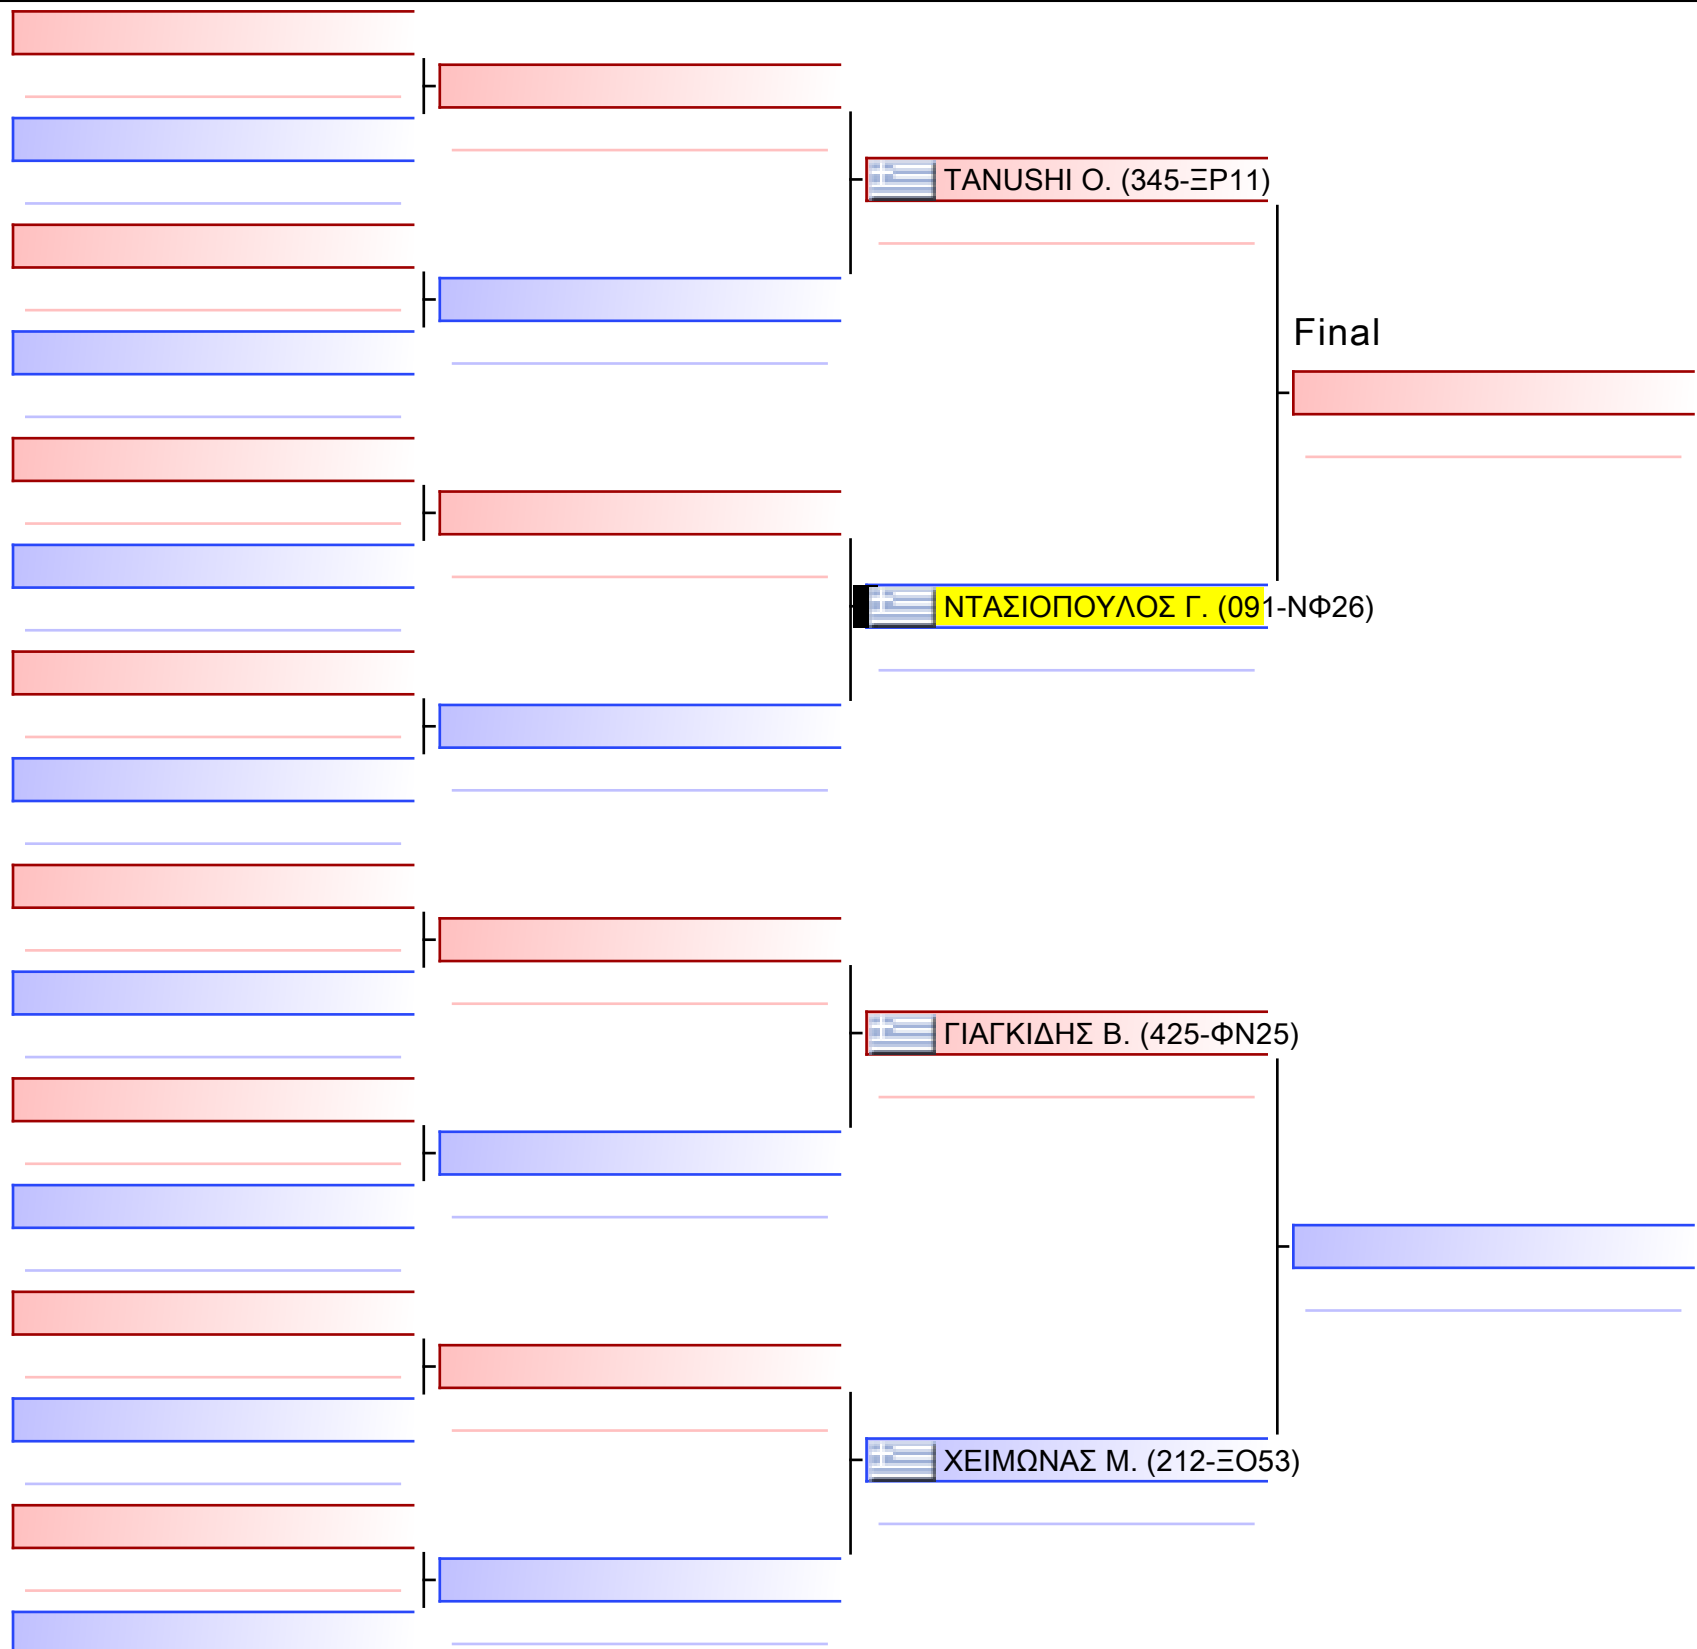 TANUSHI O. (345-ΞΡ11)
Final
ΝΤΑΣΙΟΠΟΥΛΟΣ Γ. (091-ΝΦ26)
ΓΙΑΓΚΙΔΗΣ Β. (425-ΦΝ25)
ΧΕΙΜΩΝΑΣ Μ. (212-ΞΟ53)